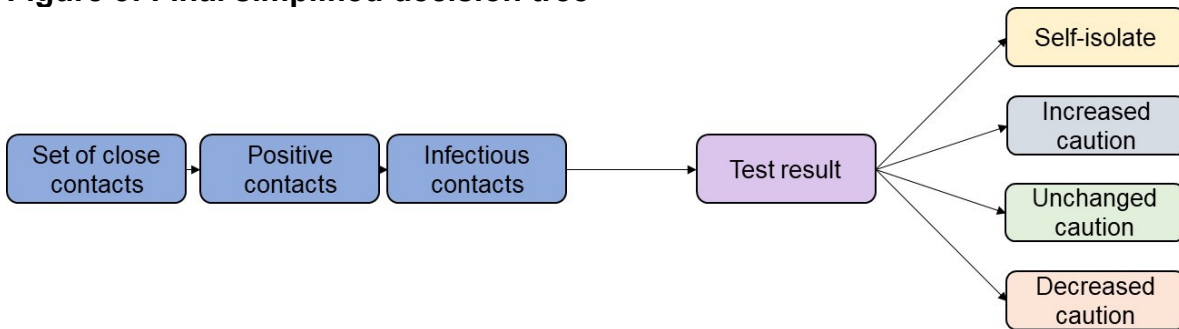 Figure Final simplified decision tree
Set of close
contacts
Positive
contacts
Infectious
contacts
Test result
Self-isolate
Increased
caution
Unchanged
caution
Decreased
caution